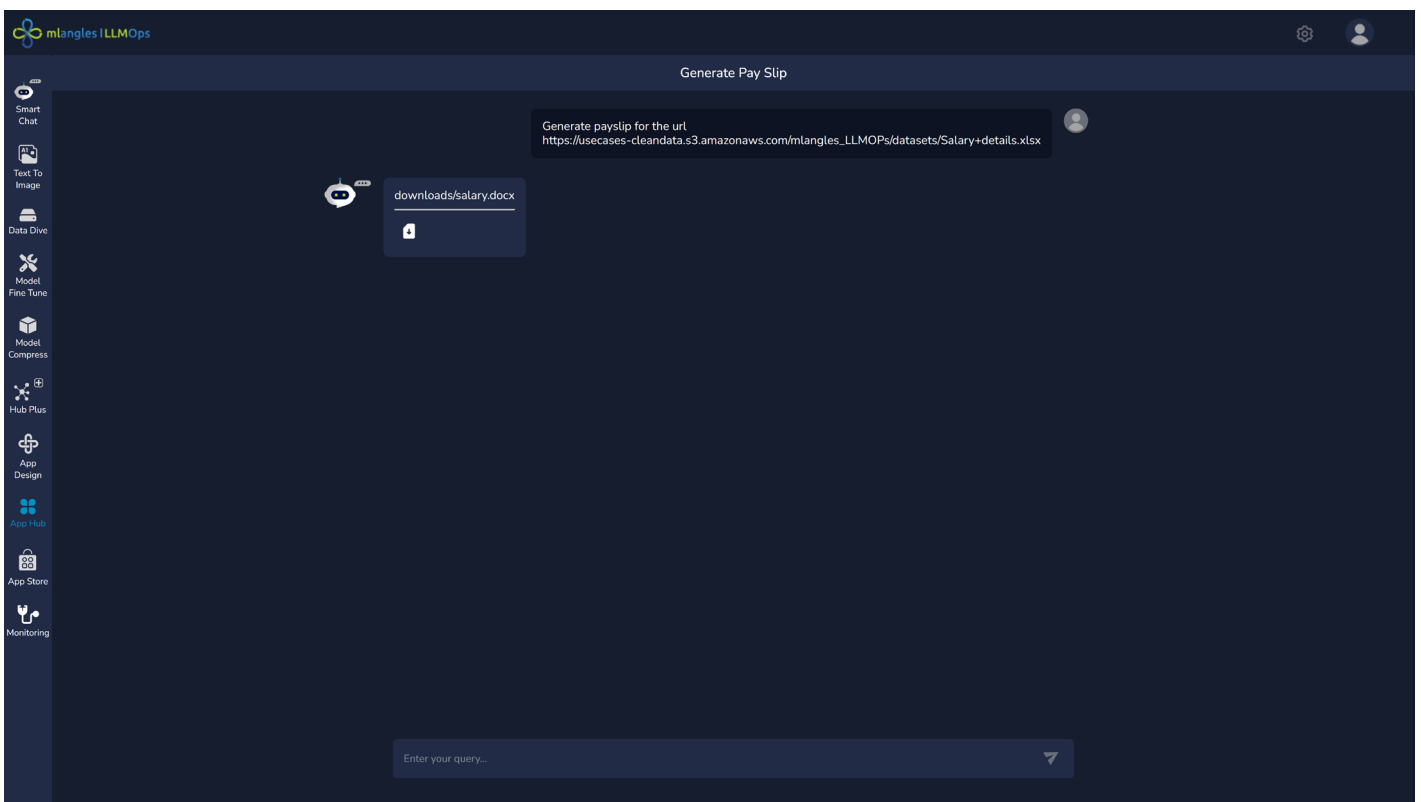 mlangles | LLMOps
Generate Pay Slip
Smart
Chat
Text To
Image
Data Dive
Model
Fine Tune
Model
Compress
Hub Plus
App
Design
App Hub
App Store
Monitoring
Generate payslip for the url
https://usecases-cleandata.s3.amazonaws.com/mlangles_LLMOPs/datasets/Salary+details.xlsx
downloads/salary.docx
Enter your query...